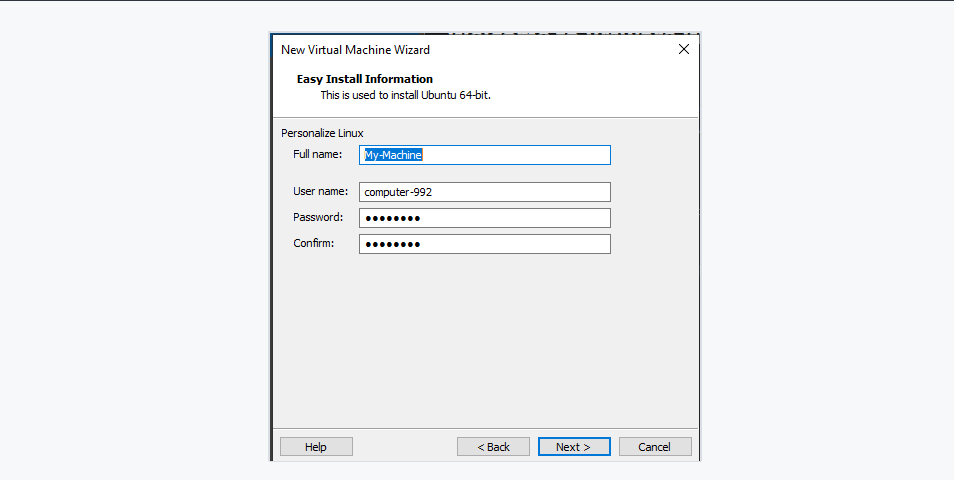 New Virtual Machine Wizard
Easy Install Information
This is used to install Ubuntu 64-bit.
Personalize Linux
Full name: My-Machine
User name: computer-992
Password: ●●●●●●●●
Confirm: ●●●●●●●●
Help < Back Next > Cancel